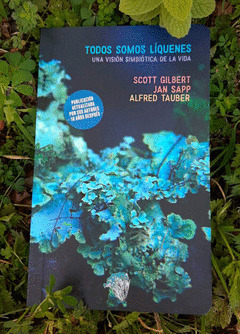 TODOS SOMOS LÍQUENES
UNA VISIÓN SIMBIÓTICA DE LA VIDA
SCOTT GILBERT
JAN SAPP
ALFRED TAUBER
PUBLICACIÓN
ACTUALIZADA
POR SUS AUTORES
10 AÑOS DESPUÉS